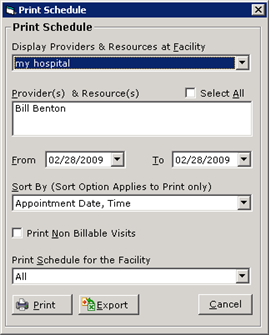 Print Schedule
Print Schedule
Display Providers & Resources at Facility
my hospital
Provider(s) & Resource(s) Select All
Bill Benton
From 02/28/2009 To 02/28/2009
Sort By (Sort Option Applies to Print only)
Appointment Date, Time
Print Non Billable Visits
Print Schedule for the Facility
All
Print Export Cancel